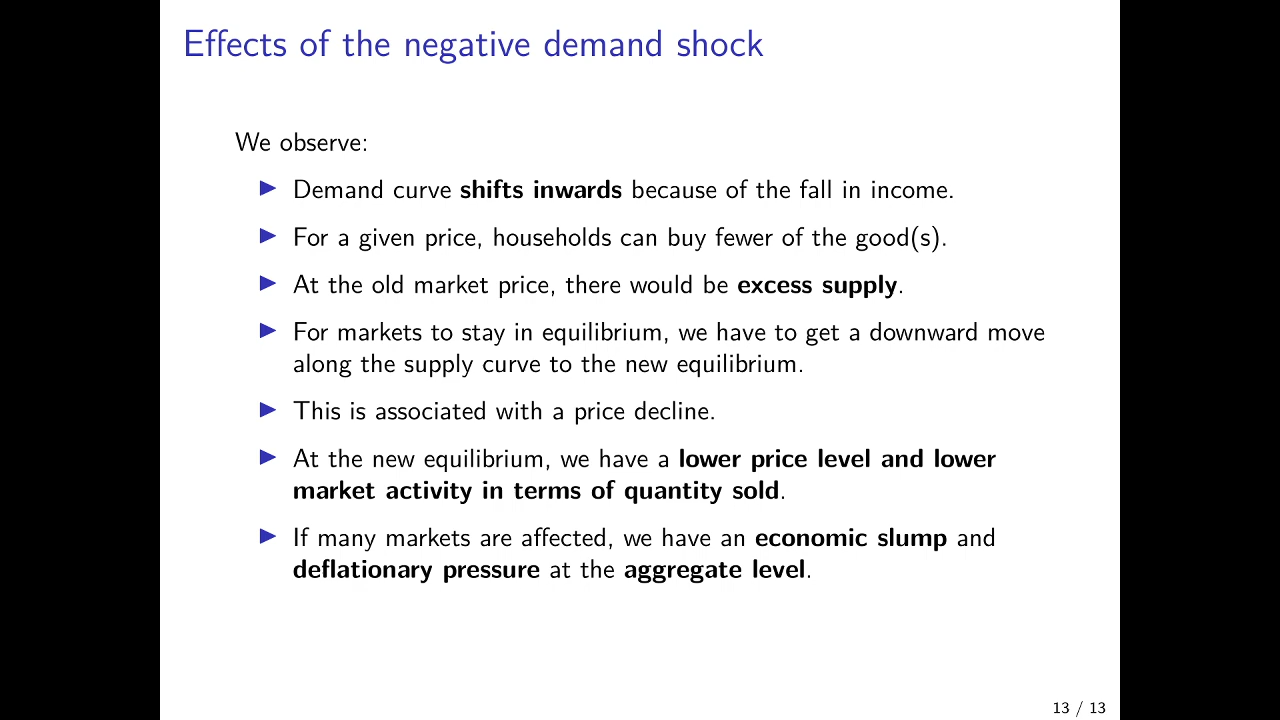 Effects of the negative demand shock
We observe:
▶ Demand curve shifts inwards because of the fall in income.
▶ For a given price, households can buy fewer of the good(s).
▶ At the old market price, there would be excess supply.
▶ For markets to stay in equilibrium, we have to get a downward move
along the supply curve to the new equilibrium.
▶ This is associated with a price decline.
▶ At the new equilibrium, we have a lower price level and lower
market activity in terms of quantity sold.
▶ If many markets are affected, we have an economic slump and
deflationary pressure at the aggregate level.
13 / 13